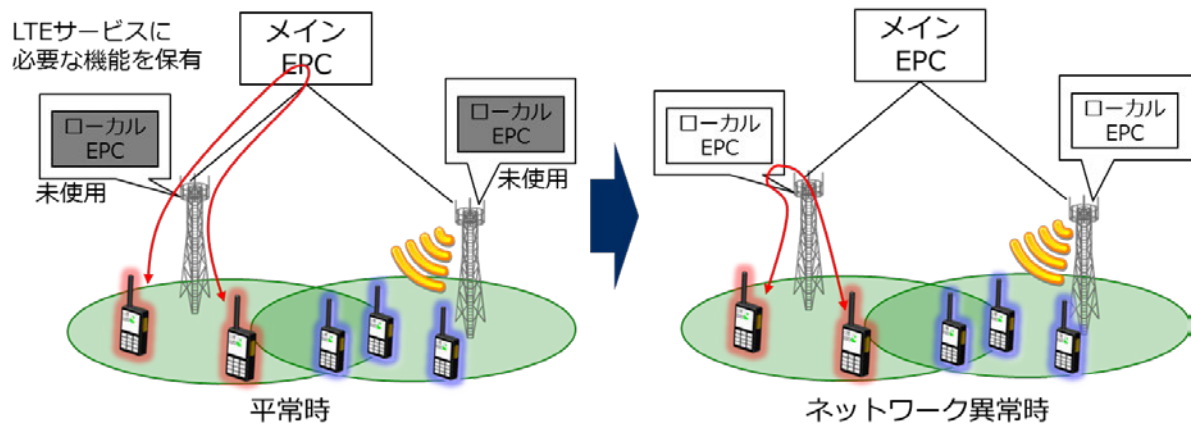 LTEサービスに
必要な機能を保有
メイン
EPC
ローカル
EPC
未使用
ローカル
EPC
未使用
平常時
メイン
EPC
ローカル
EPC
ローカル
EPC
ネットワーク異常時